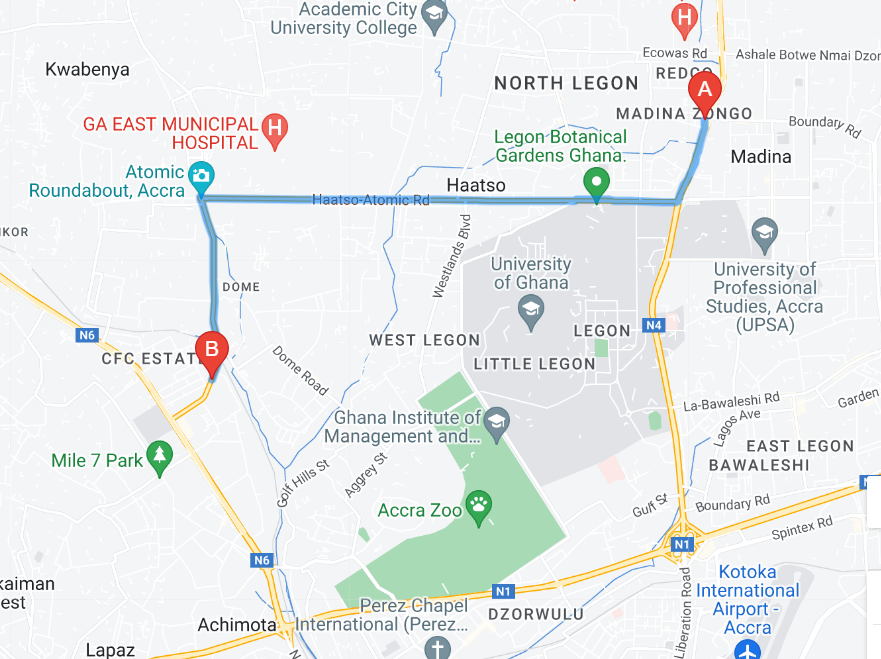 Academic City
University College
Ecowas Rd
Ashale Botwe Nmai Dzor
Kwabenya
H
NORTH LEGON
REDCO
A
MADINA ZONGO
Boundary Rd
GA EAST MUNICIPAL
HOSPITAL
H
Legon Botanical
Gardens Ghana.
Madina
Atomic
Roundabout, Accra
Haatso
Haatso-Atomic Rd
KOR
Westlands Blvd
University
of Ghana
University of
Professional
Studies, Accra
(UPSA)
DOME
N6
N4
LEGON
WEST LEGON
B
CFC ESTATE
LITTLE LEGON
Dome Road
La-Bawaleshi Rd
Garden
Lagos Ave
Ghana Institute of
Management and...
EAST LEGON
BAWALESHI
Mile 7 Park
Golf Hills St
Aggrey St
Accra Zoo
Gulf St
Boundary Rd
Spintex Rd
N1
N6
N1
kaiman
est
Kotoka
International
Airport -
Accra
Liberation Road
Perez Chapel
International (Perez...
DZORWULU
Achimota
Lapaz
N